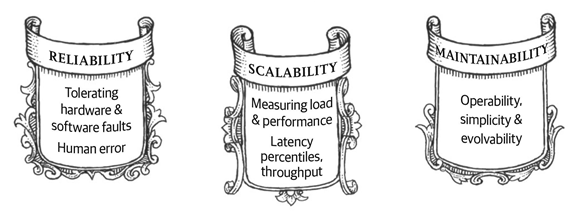 RELIABILITY
Tolerating
hardware &
software faults
Human error
SCALABILITY
Measuring load
& performance
Latency
percentiles,
throughput
MAINTAINABILITY
Operability,
simplicity &
evolvability